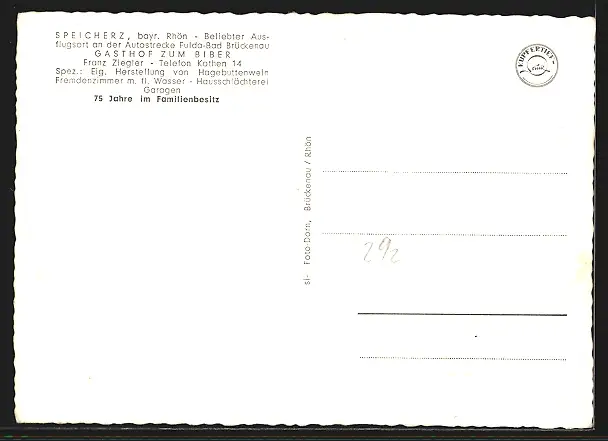 SPEICHERZ, bayr. Rhön - Beliebter Aus-
flugsort an der Autostrecke Fulda-Bad Brückenau
GASTHOF ZUM BIBER
Franz Ziegler - Telefon Kothen 14
Spez.: Eig. Herstellung von Hagebuttenwein
Fremdenzimmer m. fl. Wasser - Hausschlächterei
Garagen
75 Jahre im Familienbesitz
si- Foto-Dorn, Brückenau / Rhön
292